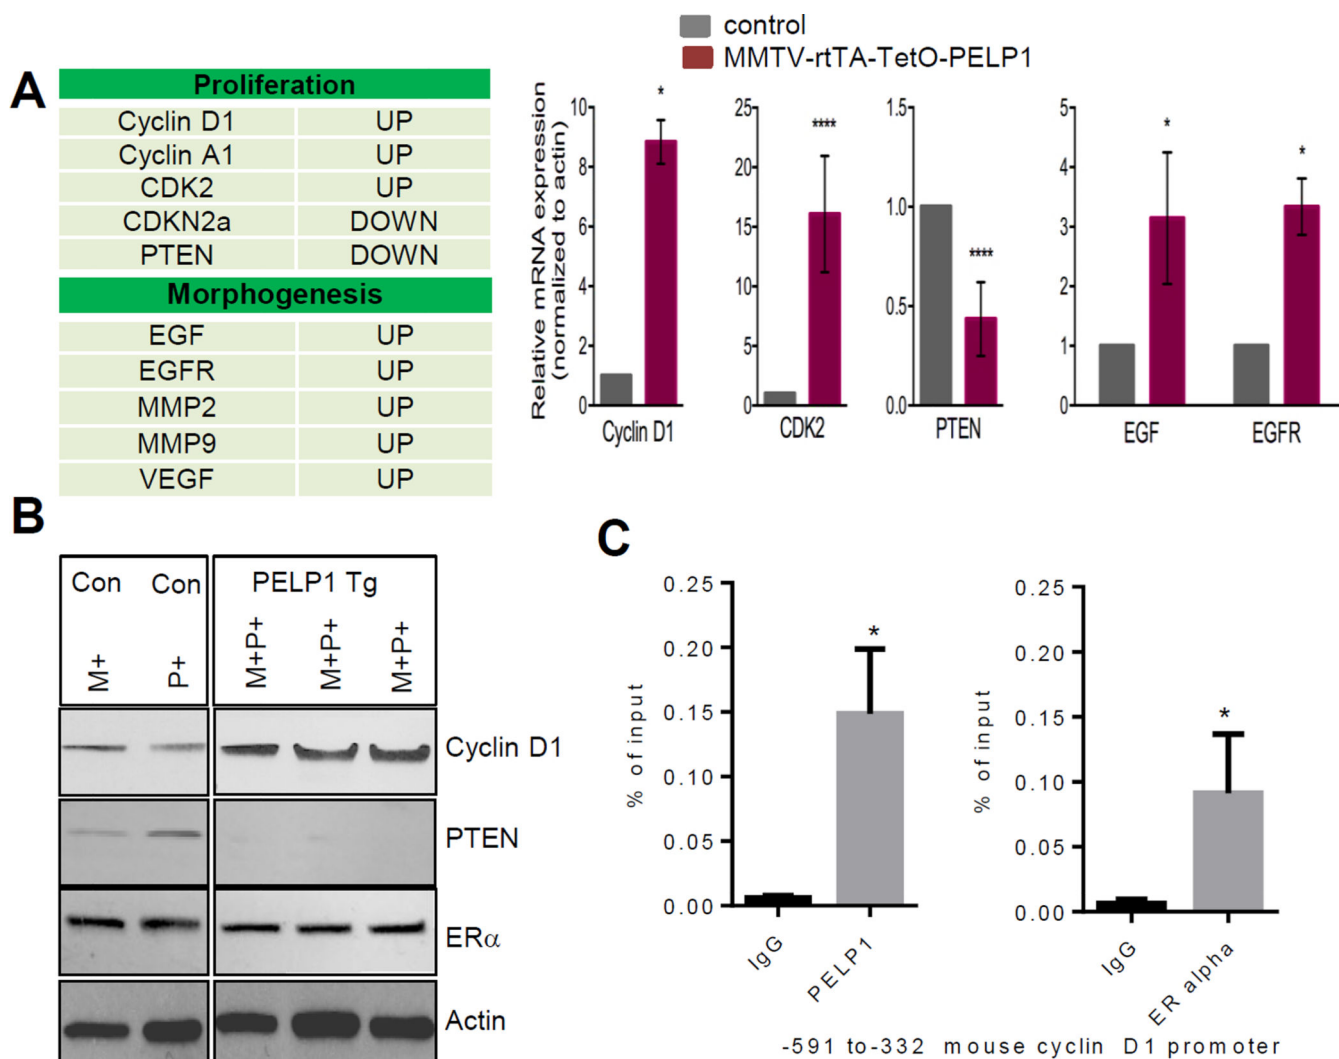 control
MMTV-rtTA-TetO-PELP1
A
Proliferation
Cyclin D1 UP
Cyclin A1 UP
CDK2 UP
CDKN2a DOWN
PTEN DOWN
Morphogenesis
EGF UP
EGFR UP
MMP2 UP
MMP9 UP
VEGF UP
Relative mRNA expression
(normalized to actin)
10
8
6
4
2
0
*
Cyclin D1
25
20
15
10
5
0
****
CDK2
1.5
1.0
0.5
0.0
****
PTEN
5
4
3
2
1
0
* *
EGF EGFR
B
Con Con PELP1 Tg
M+ P+ M+P+ M+P+ M+P+
Cyclin D1
PTEN
ERα
Actin
C
% of input
0.25
0.20
0.15
0.10
0.05
0.00
*
IgG PELP1
% of input
0.25
0.20
0.15
0.10
0.05
0.00
*
IgG ER alpha
-591 to-332 mouse cyclin D1 promoter